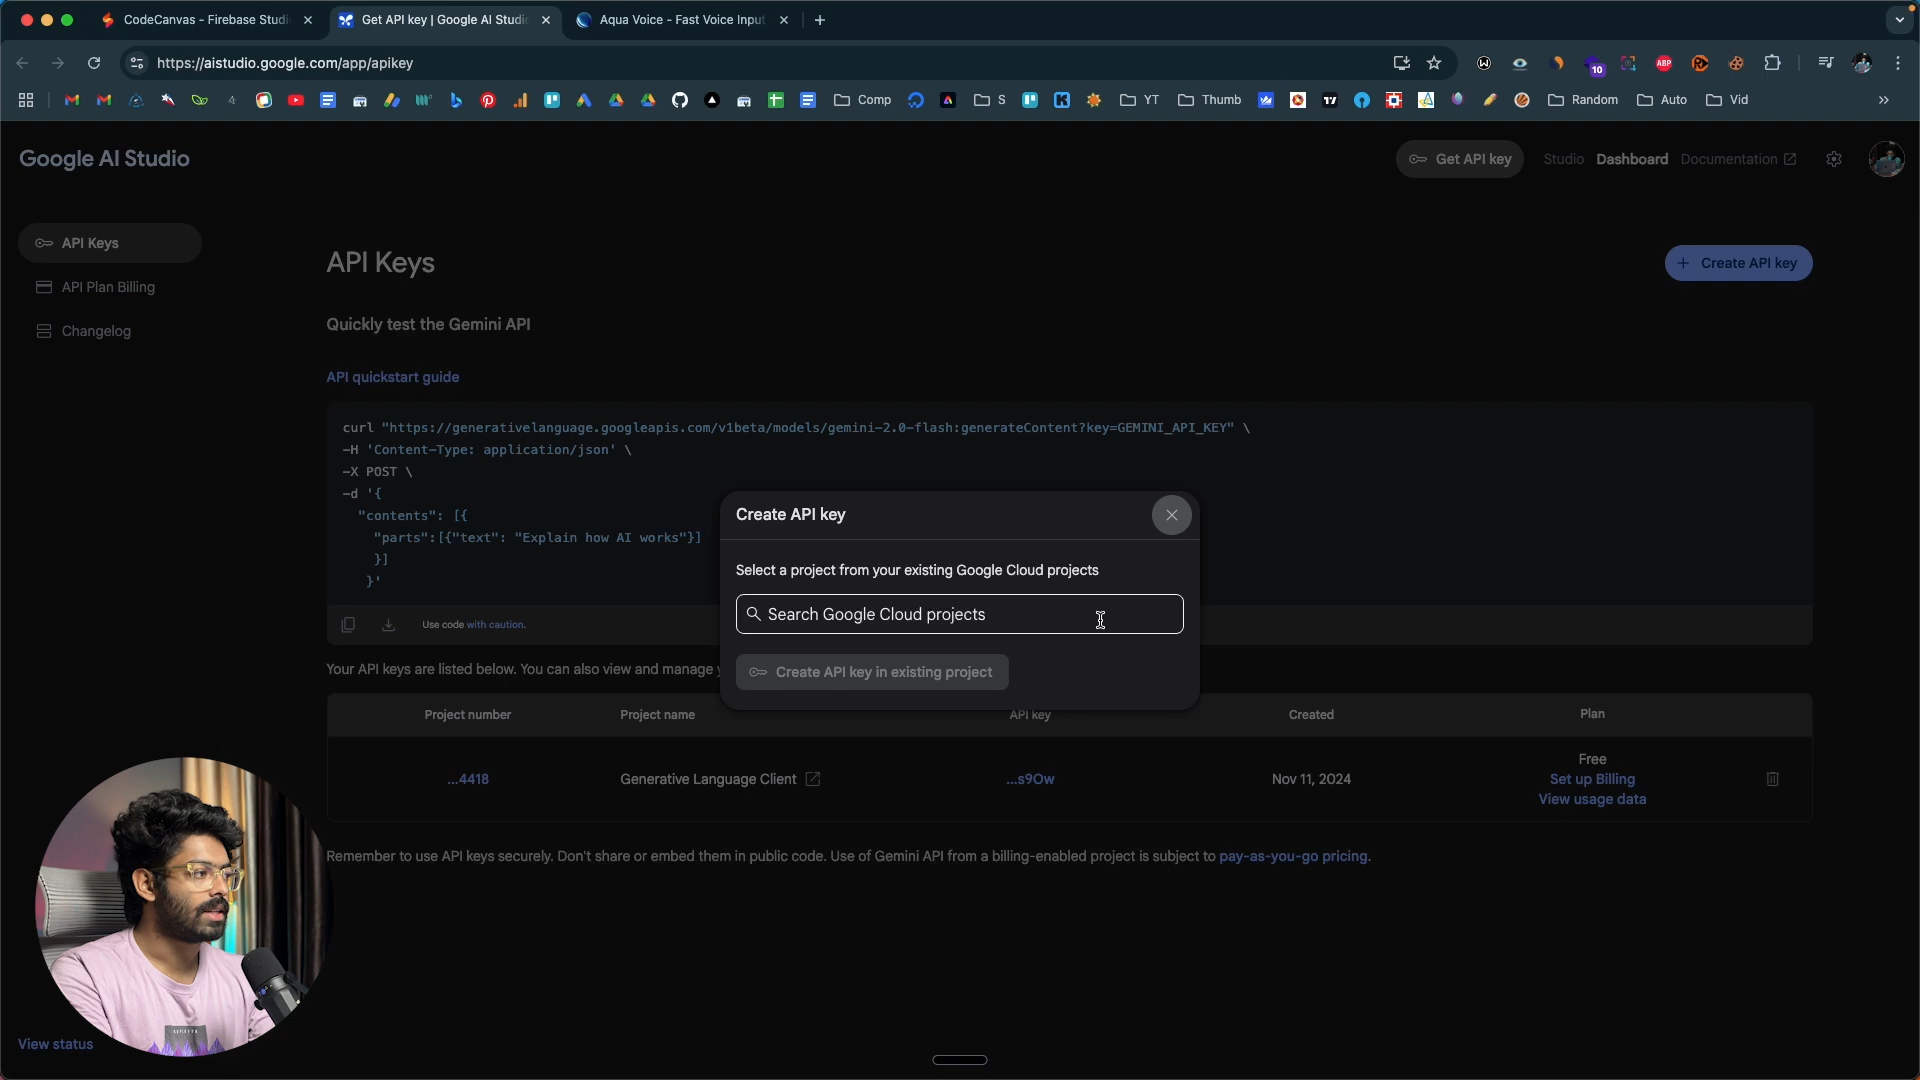 CodeCanvas - Firebase Studi
Get API key | Google AI Studi
Aqua Voice - Fast Voice Input
https://aistudio.google.com/app/apikey
10
ABP
Comp
S
YT
Thumb
Random
Auto
Vid
Google AI Studio
Get API key
Studio
Dashboard
Documentation
API Keys
API Plan Billing
Changelog
API Keys
Create API key
Quickly test the Gemini API
API quickstart guide
curl "https://generativelanguage.googleapis.com/v1beta/models/gemini-2.0-flash:generateContent?key=GEMINI_API_KEY" \
-H 'Content-Type: application/json' \
-X POST \
-d '{
"contents": [{
"parts":[{"text": "Explain how AI works"}]
}]
}'
Use code with caution.
Create API key
Select a project from your existing Google Cloud projects
Search Google Cloud projects
Create API key in existing project
Your API keys are listed below. You can also view and manage
Project number
Project name
API key
Created
Plan
...4418
Generative Language Client
...s9Ow
Nov 11, 2024
Free
Set up Billing
View usage data
Remember to use API keys securely. Don't share or embed them in public code. Use of Gemini API from a billing-enabled project is subject to pay-as-you-go pricing.
View status